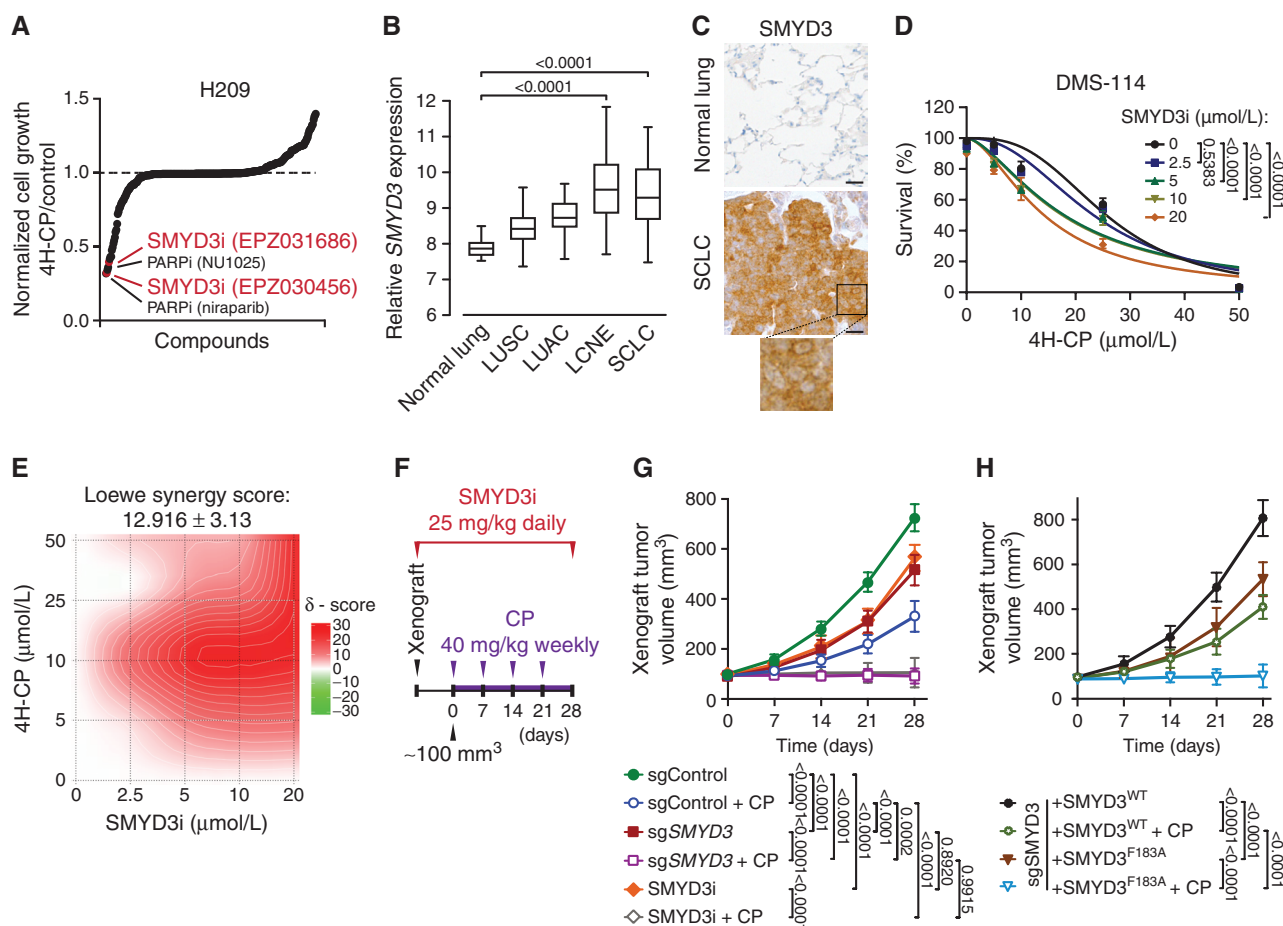 A
H209
Normalized cell growth
4H-CP/control
1.5
1.0
0.5
0.0
SMYD3i (EPZ031686)
PARPi (NU1025)
SMYD3i (EPZ030456)
PARPi (niraparib)
Compounds
B
Relative SMYD3 expression
12
11
10
9
8
7
6
<0.0001
<0.0001
Normal lung
LUSC
LUAC
LCNE
SCLC
C
SMYD3
Normal lung
SCLC
D
DMS-114
Survival (%)
120
100
80
60
40
20
0
0 10 20 30 40 50
4H-CP (μmol/L)
SMYD3i (μmol/L):
0
2.5
5
10
20
0.5383
<0.0001
<0.0001
<0.0001
E
Loewe synergy score:
12.916 ± 3.13
4H-CP (μmol/L)
50
25
10
5
0
0 2.5 5 10 20
SMYD3i (μmol/L)
δ - score
30
20
10
0
−10
−20
−30
F
SMYD3i
25 mg/kg daily
Xenograft
CP
40 mg/kg weekly
0 7 14 21 28
(days)
~100 mm³
G
Xenograft tumor
volume (mm³)
800
600
400
200
0
0 7 14 21 28
Time (days)
sgControl
sgControl + CP
sgSMYD3
sgSMYD3 + CP
SMYD3i
SMYD3i + CP
<0.0001
<0.0001
<0.0001
<0.0001
<0.0001
<0.0001
<0.0001
<0.0001
0.0002
<0.0001
0.8920
0.9915
H
Xenograft tumor
volume (mm³)
800
600
400
200
0
0 7 14 21 28
Time (days)
sgSMYD3
+SMYD3ᵂᵀ
+SMYD3ᵂᵀ + CP
+SMYD3F183A
+SMYD3F183A + CP
<0.0001
<0.0001
<0.0001
<0.0001